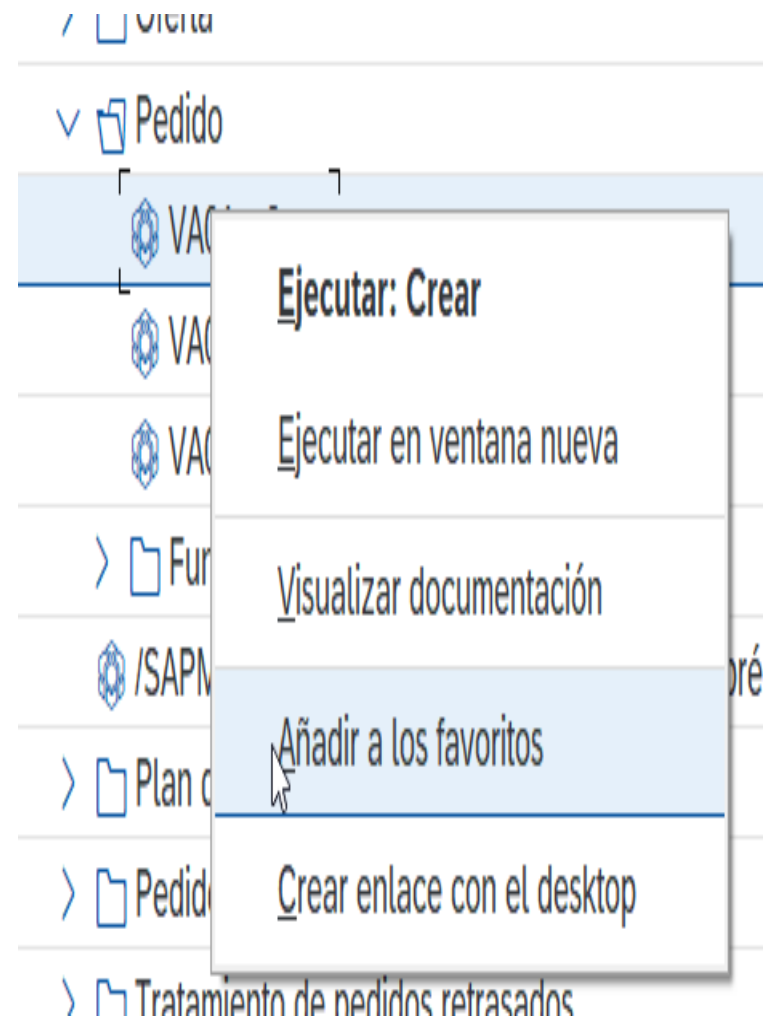 Oferta
Pedido
Ejecutar: Crear
Ejecutar en ventana nueva
Visualizar documentación
Añadir a los favoritos
Plan
Crear enlace con el desktop
Tratamiento de pedidos retrasados